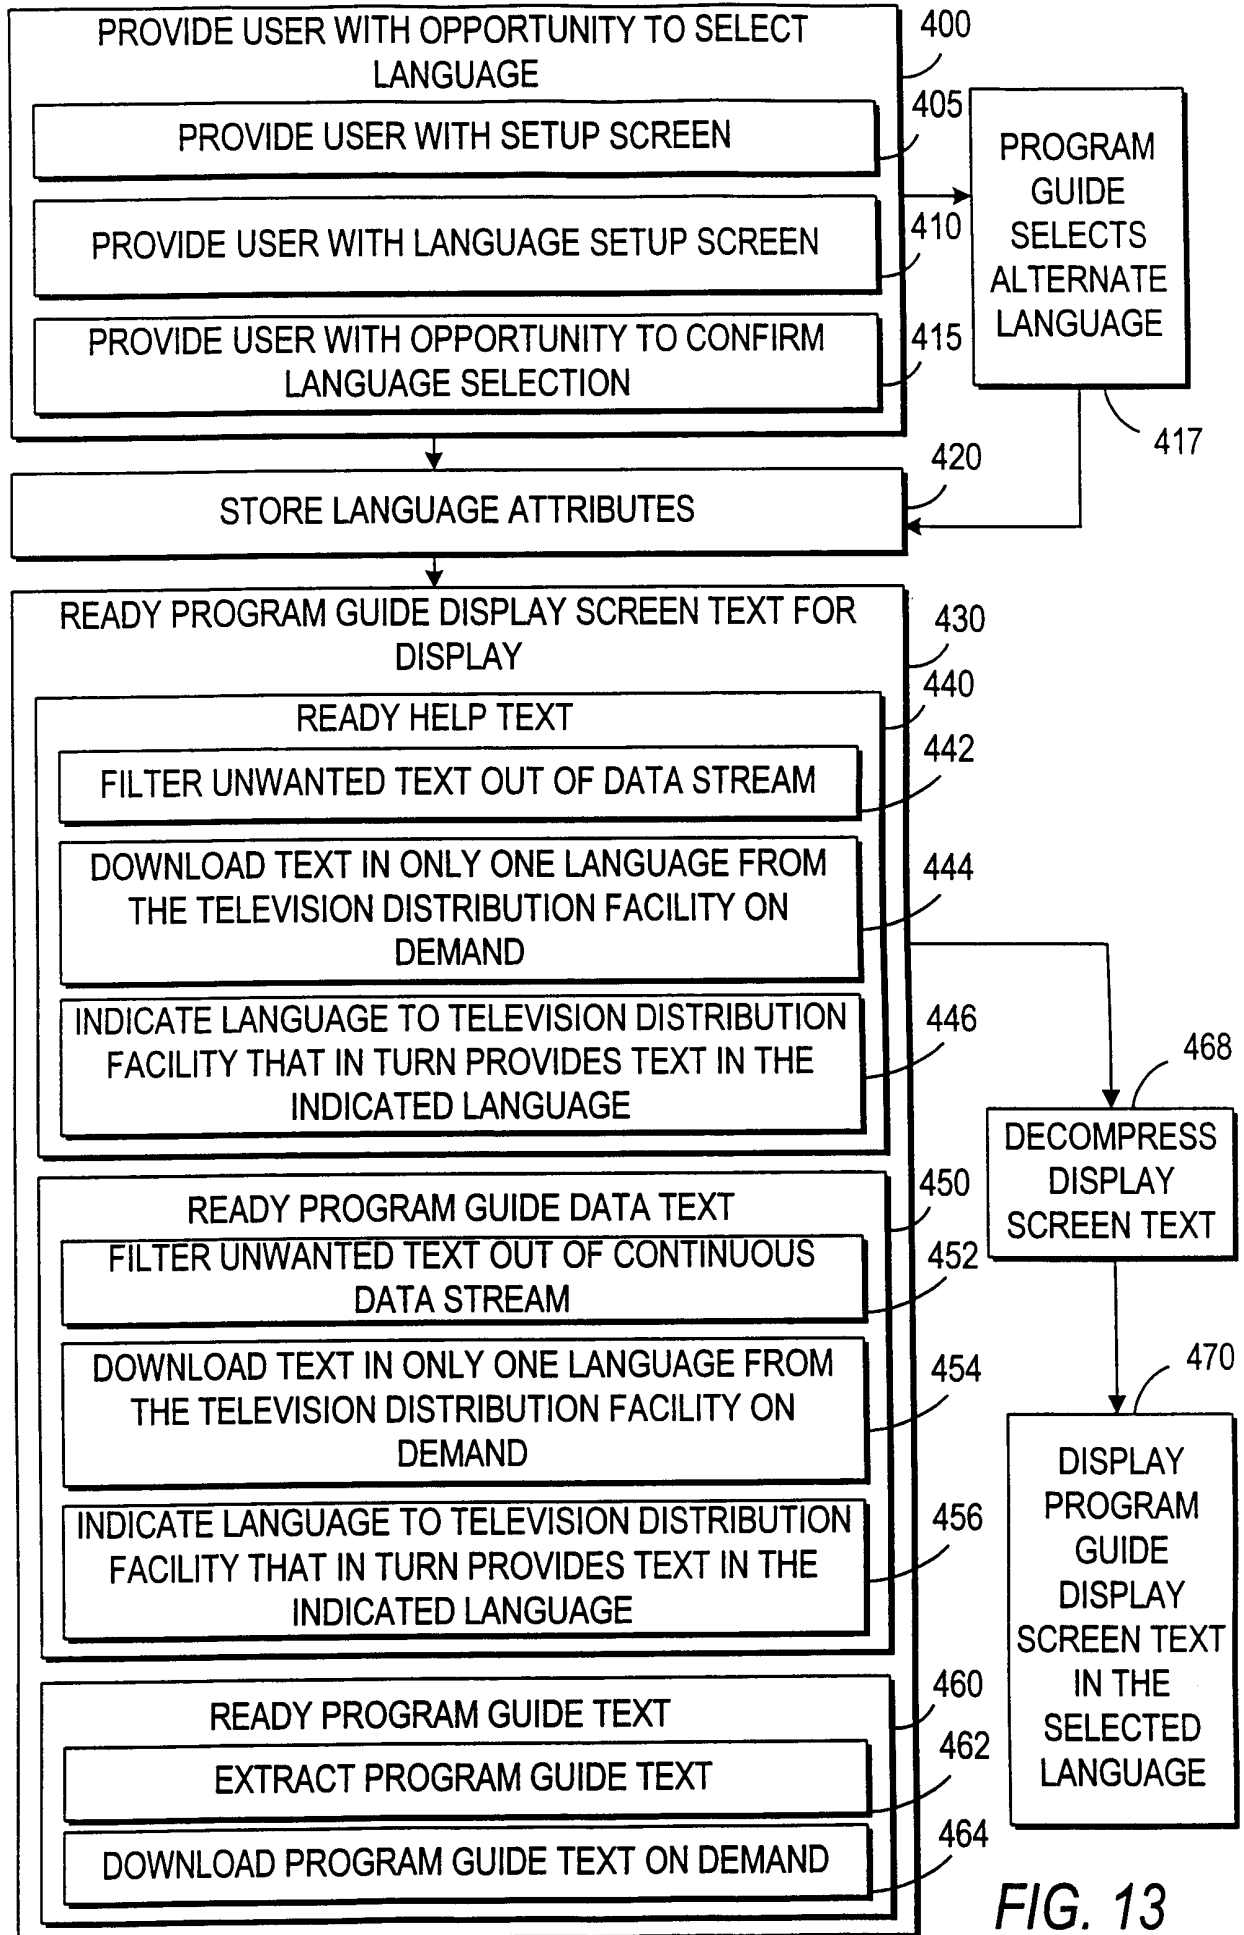 PROVIDE USER WITH OPPORTUNITY TO SELECT
LANGUAGE
400
PROVIDE USER WITH SETUP SCREEN
405
PROVIDE USER WITH LANGUAGE SETUP SCREEN
410
PROVIDE USER WITH OPPORTUNITY TO CONFIRM
LANGUAGE SELECTION
415
PROGRAM
GUIDE
SELECTS
ALTERNATE
LANGUAGE
417
STORE LANGUAGE ATTRIBUTES
420
READY PROGRAM GUIDE DISPLAY SCREEN TEXT FOR
DISPLAY
430
READY HELP TEXT
440
FILTER UNWANTED TEXT OUT OF DATA STREAM
442
DOWNLOAD TEXT IN ONLY ONE LANGUAGE FROM
THE TELEVISION DISTRIBUTION FACILITY ON
DEMAND
444
INDICATE LANGUAGE TO TELEVISION DISTRIBUTION
FACILITY THAT IN TURN PROVIDES TEXT IN THE
INDICATED LANGUAGE
446
READY PROGRAM GUIDE DATA TEXT
450
FILTER UNWANTED TEXT OUT OF CONTINUOUS
DATA STREAM
452
DOWNLOAD TEXT IN ONLY ONE LANGUAGE FROM
THE TELEVISION DISTRIBUTION FACILITY ON
DEMAND
454
INDICATE LANGUAGE TO TELEVISION DISTRIBUTION
FACILITY THAT IN TURN PROVIDES TEXT IN THE
INDICATED LANGUAGE
456
READY PROGRAM GUIDE TEXT
460
EXTRACT PROGRAM GUIDE TEXT
462
DOWNLOAD PROGRAM GUIDE TEXT ON DEMAND
464
468
DECOMPRESS
DISPLAY
SCREEN TEXT
470
DISPLAY
PROGRAM
GUIDE
DISPLAY
SCREEN TEXT
IN THE
SELECTED
LANGUAGE
FIG. 13